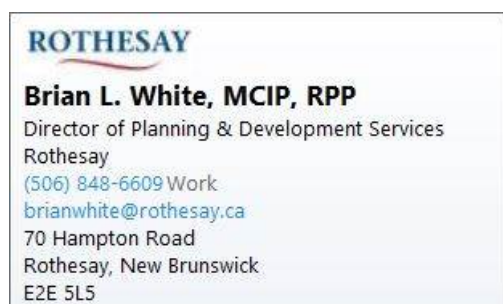 ROTHESAY
Brian L. White, MCIP, RPP
Director of Planning & Development Services
Rothesay
(506) 848-6609 Work
brianwhite@rothesay.ca
70 Hampton Road
Rothesay, New Brunswick
E2E 5L5